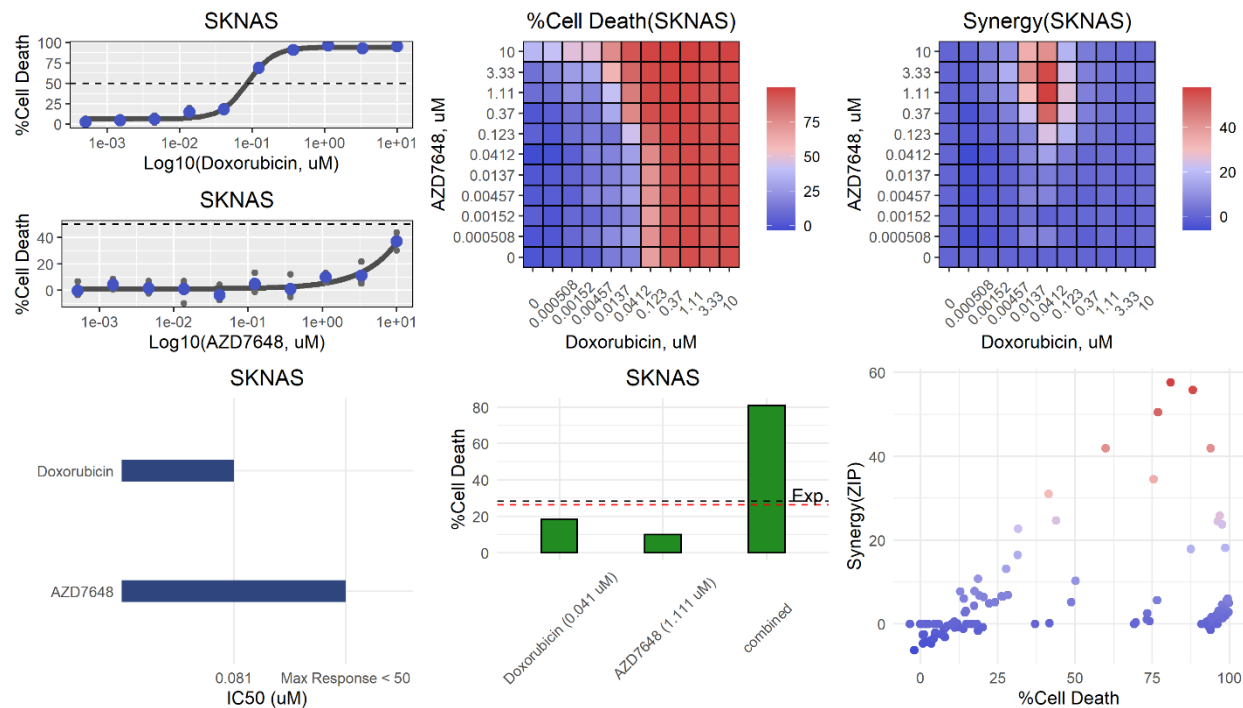 SKNAS
100
75
50
25
0
%Cell Death
1e-03 1e-02 1e-01 1e+00 1e+01
Log10(Doxorubicin, uM)
SKNAS
40
20
0
%Cell Death
1e-03 1e-02 1e-01 1e+00 1e+01
Log10(AZD7648, uM)
%Cell Death(SKNAS)
AZD7648, uM
10
3.33
1.11
0.37
0.123
0.0412
0.0137
0.00457
0.00152
0.000508
0
0 0.000508 0.00152 0.00457 0.0137 0.0412 0.123 0.37 1.11 3.33 10
Doxorubicin, uM
75
50
25
0
Synergy(SKNAS)
AZD7648, uM
10
3.33
1.11
0.37
0.123
0.0412
0.0137
0.00457
0.00152
0.000508
0
0 0.000508 0.00152 0.00457 0.0137 0.0412 0.123 0.37 1.11 3.33 10
Doxorubicin, uM
40
20
0
SKNAS
Doxorubicin
AZD7648
0.081 Max Response < 50
IC50 (uM)
SKNAS
80
60
40
20
0
%Cell Death
Exp
Doxorubicin (0.041 uM)
AZD7648 (1.111 uM)
combined
60
40
20
0
Synergy(ZIP)
0 25 50 75 100
%Cell Death